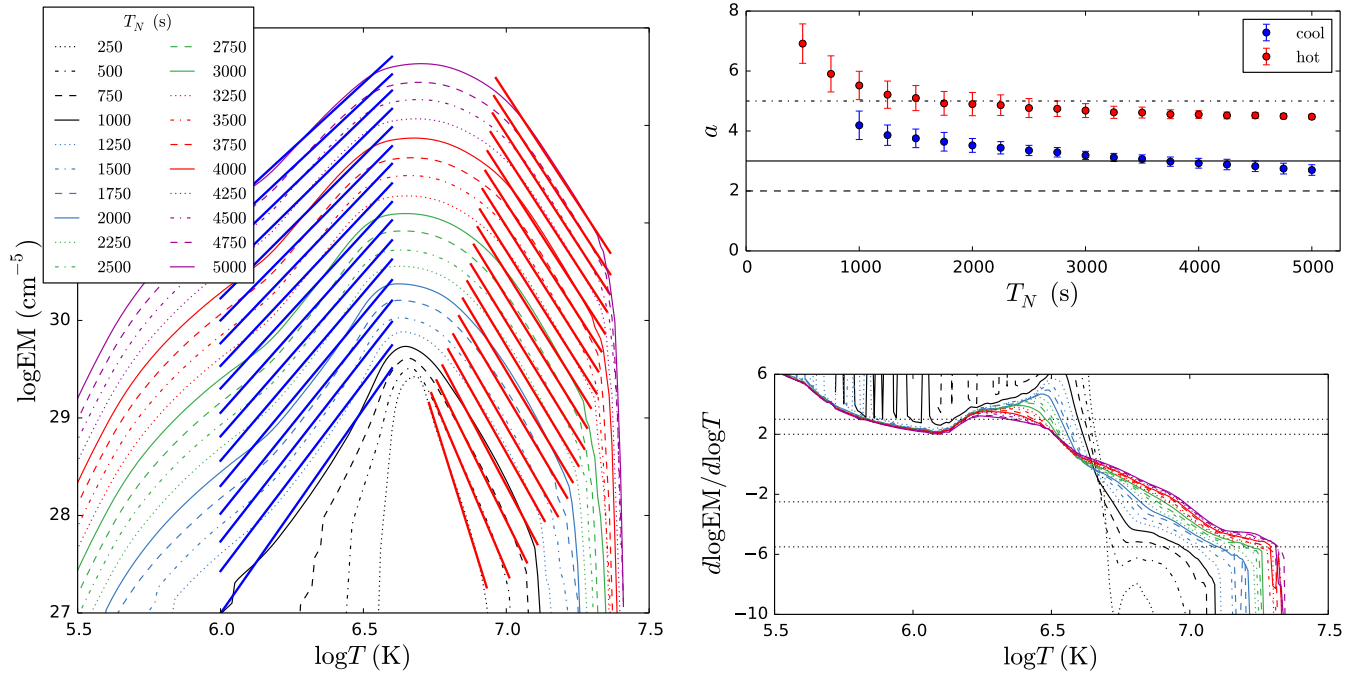 T_N (s)
250 2750
500 3000
750 3250
1000 3500
1250 3750
1500 4000
1750 4250
2000 4500
2250 4750
2500 5000
logEM (cm⁻⁵)
30
29
28
27
5.5 6.0 6.5 7.0 7.5
logT (K)
8
6
4
2
0
a
cool
hot
0 1000 2000 3000 4000 5000
T_N (s)
6
2
−2
−6
−10
dlogEM/dlogT
5.5 6.0 6.5 7.0 7.5
logT (K)